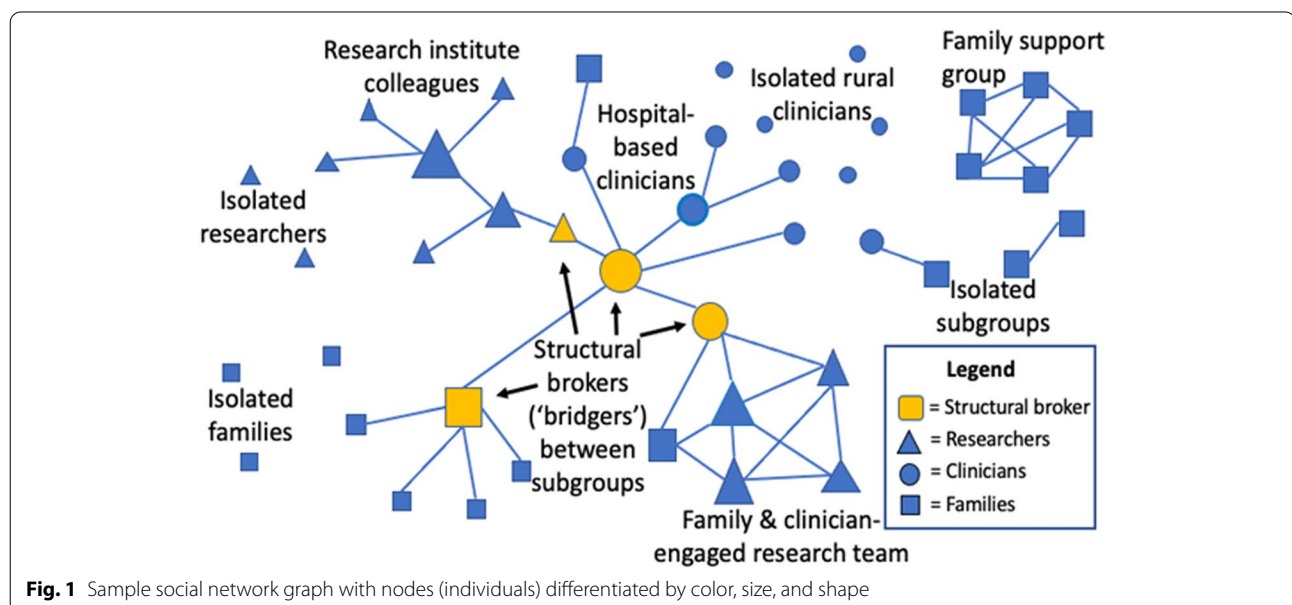 Research institute
colleagues
Hospital-
based
clinicians
Isolated rural
clinicians
Family support
group
Isolated
researchers
Isolated
subgroups
Structural
brokers
(‘bridgers’)
between
subgroups
Isolated
families
Family & clinician-
engaged research team
Legend
= Structural broker
= Researchers
= Clinicians
= Families
Fig. 1 Sample social network graph with nodes (individuals) differentiated by color, size, and shape